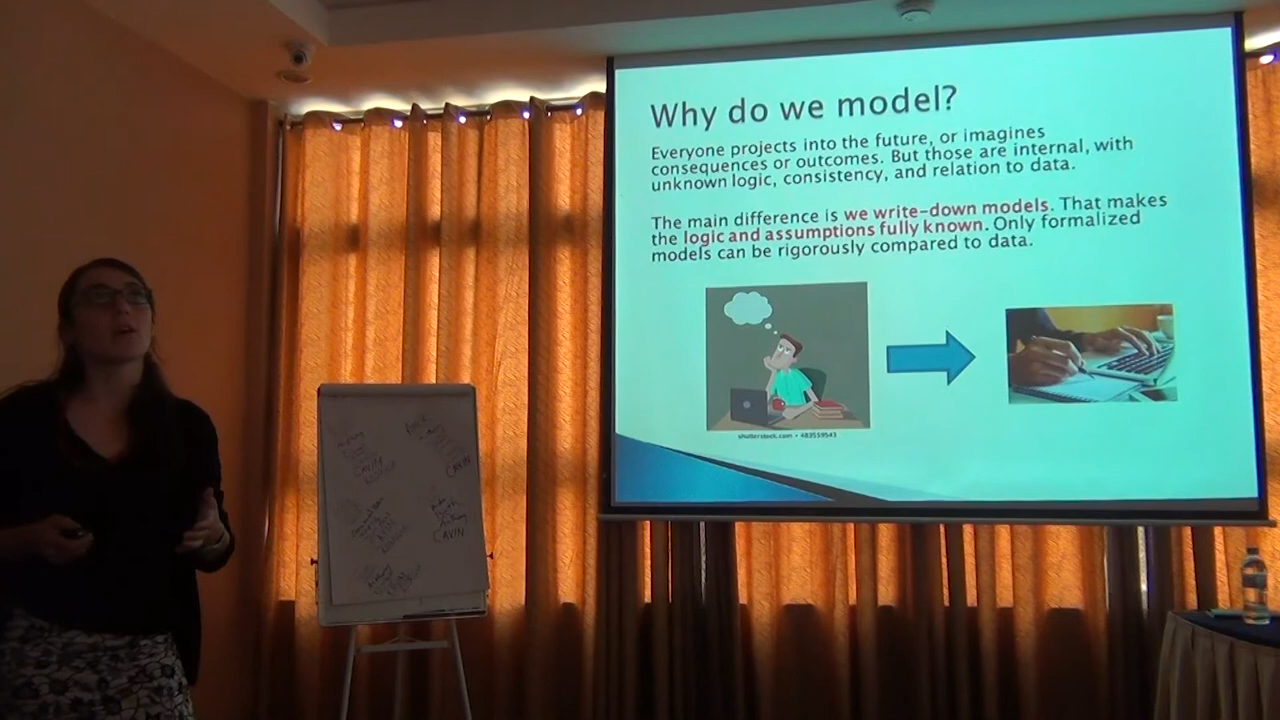 Why do we model?
Everyone projects into the future, or imagines
consequences or outcomes. But those are internal, with
unknown logic, consistency, and relation to data.
The main difference is we write-down models. That makes
the logic and assumptions fully known. Only formalized
models can be rigorously compared to data.
shutterstock.com • 483559543
CAVIN